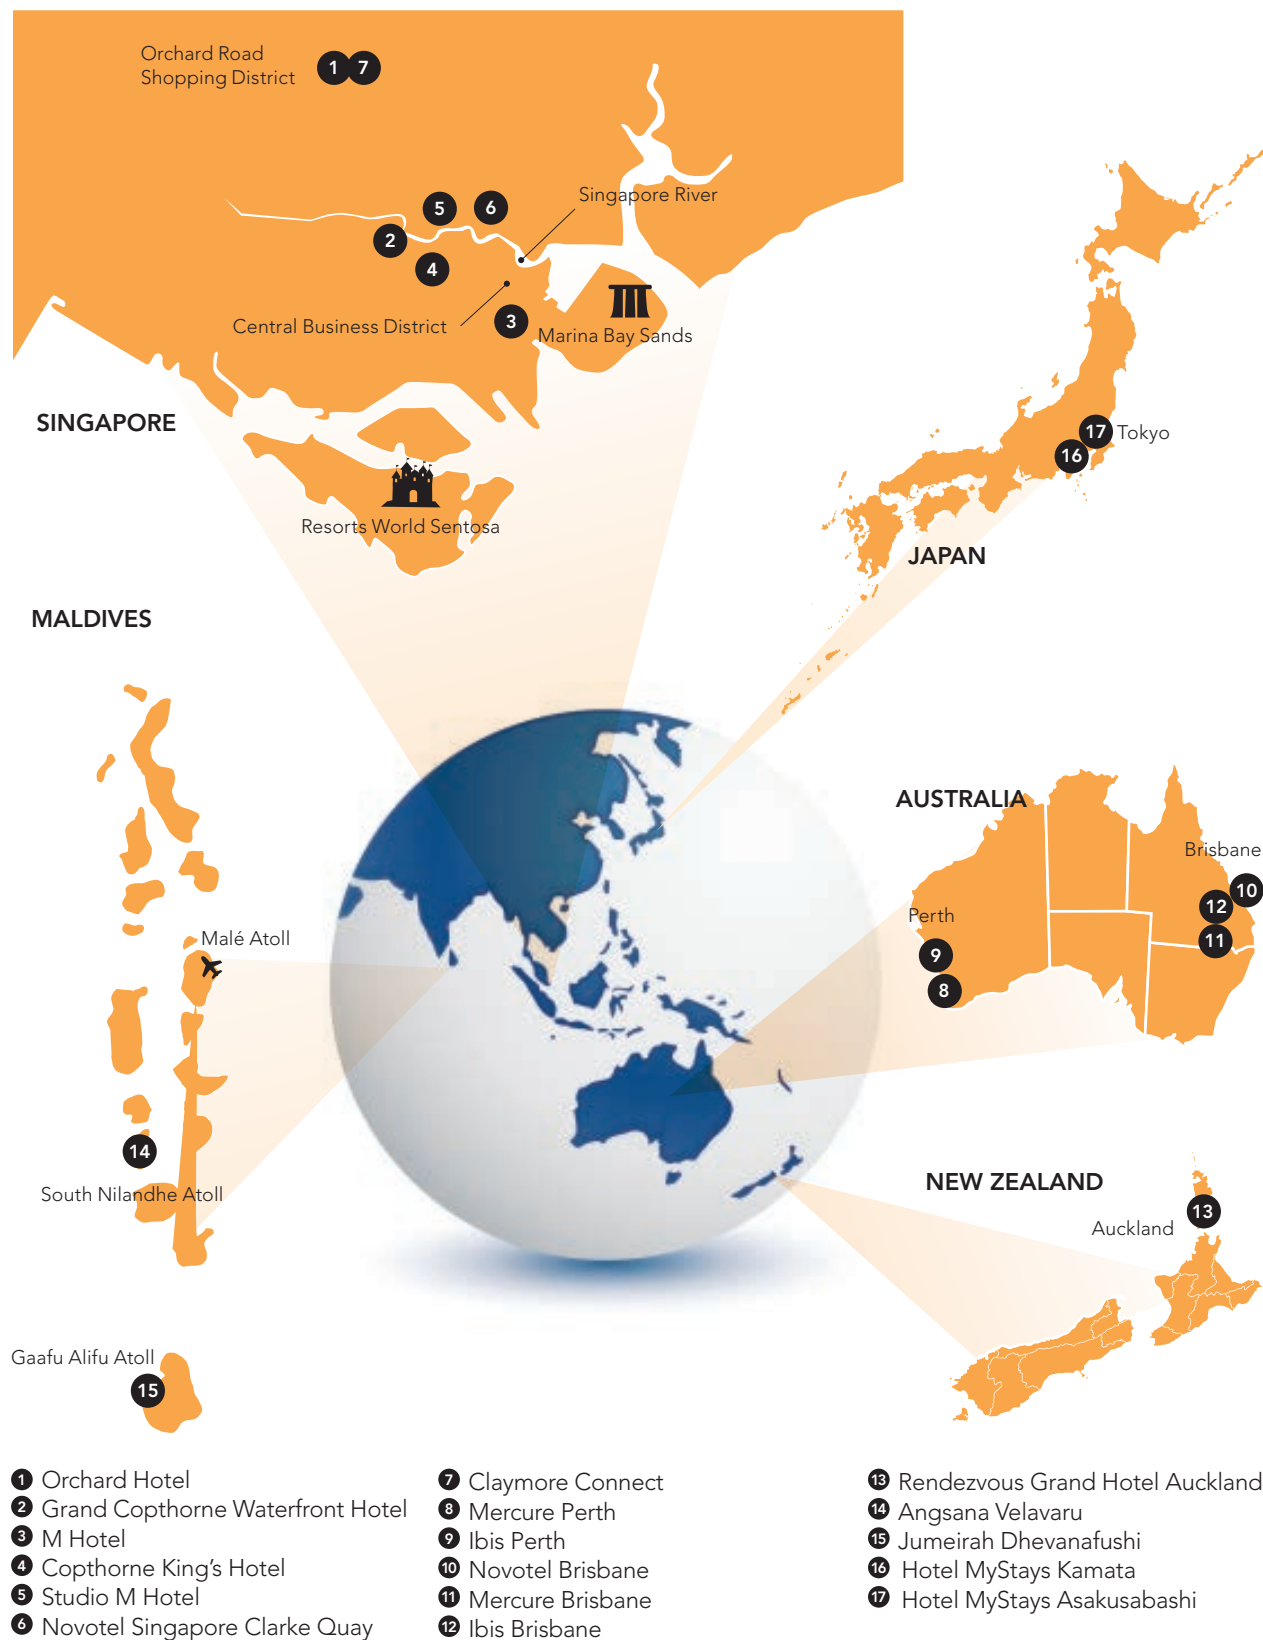 Orchard Road
Shopping District
1
7
Singapore River
5
6
2
4
Central Business District
3
Marina Bay Sands
SINGAPORE
Resorts World Sentosa
17
Tokyo
16
JAPAN
MALDIVES
Malé Atoll
14
South Nilandhe Atoll
Gaafu Alifu Atoll
15
AUSTRALIA
Brisbane
10
12
11
Perth
9
8
NEW ZEALAND
13
Auckland
1 Orchard Hotel
2 Grand Copthorne Waterfront Hotel
3 M Hotel
4 Copthorne King’s Hotel
5 Studio M Hotel
6 Novotel Singapore Clarke Quay
7 Claymore Connect
8 Mercure Perth
9 Ibis Perth
10 Novotel Brisbane
11 Mercure Brisbane
12 Ibis Brisbane
13 Rendezvous Grand Hotel Auckland
14 Angsana Velavaru
15 Jumeirah Dhevanafushi
16 Hotel MyStays Kamata
17 Hotel MyStays Asakusabashi